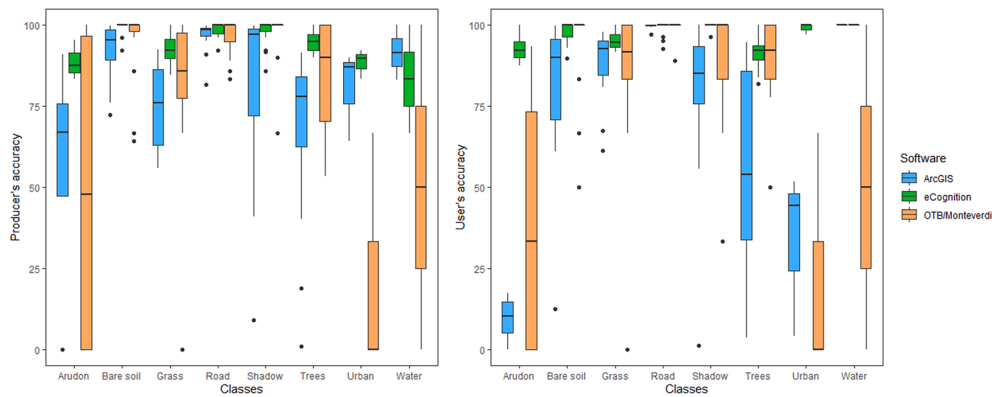 100
75
50
25
0
Producer's accuracy
Arudon Bare soil Grass Road Shadow Trees Urban Water
Classes
100
75
50
25
0
User's accuracy
Arudon Bare soil Grass Road Shadow Trees Urban Water
Classes
Software
ArcGIS
eCognition
OTB/Monteverdi